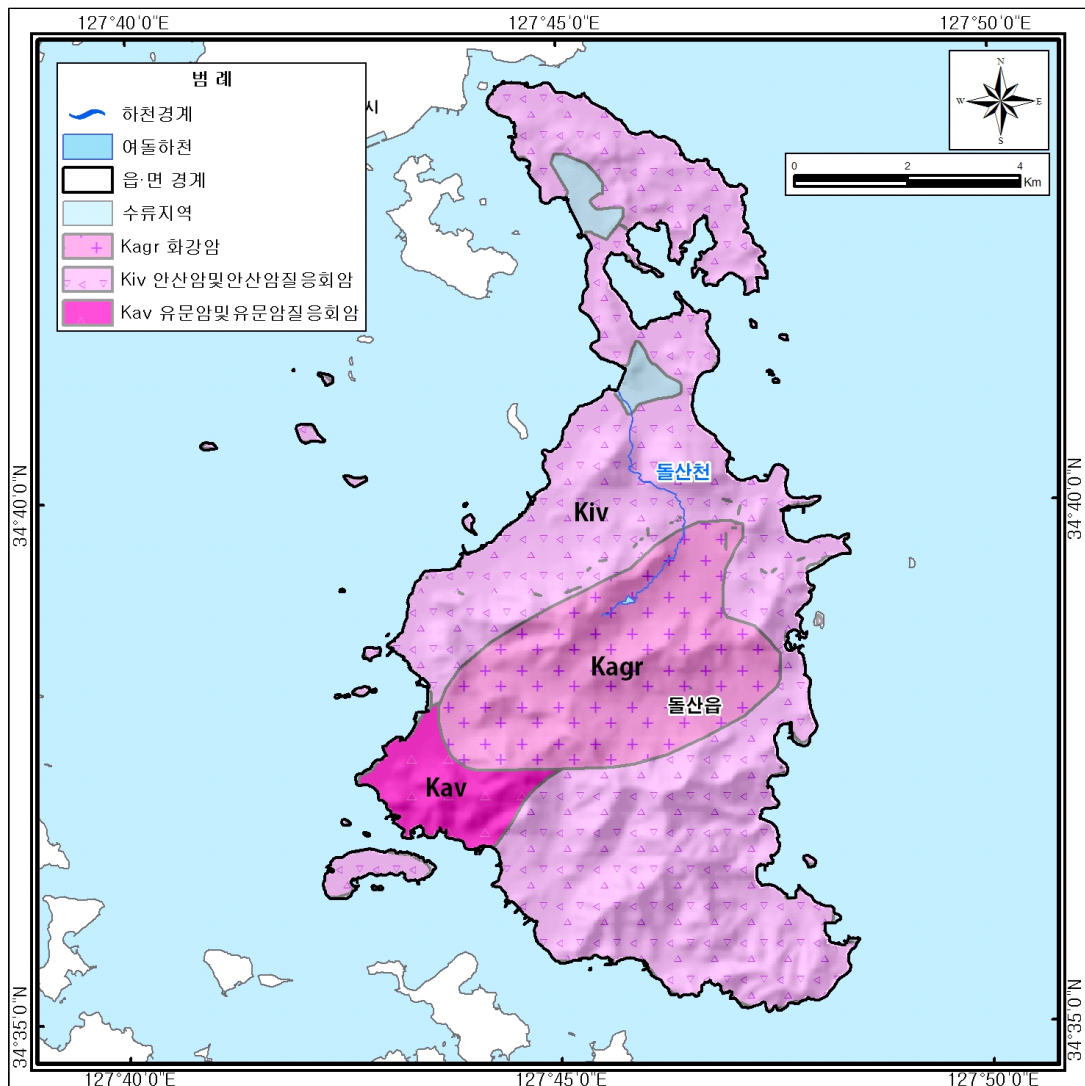 127°40'0"E
127°45'0"E
127°50'0"E
범 례
하천경계
여돌하천
읍·면 경계
수류지역
Kagr 화강암
Kiv 안산암및안산암질응회암
Kav 유문암및유문암질응회암
시
N
W
E
S
0
2
4
Km
34°40'0"N
34°40'0"N
돌산천
Kiv
Kagr
돌산읍
Kav
34°35'0"N
34°35'0"N
127°40'0"E
127°45'0"E
127°50'0"E